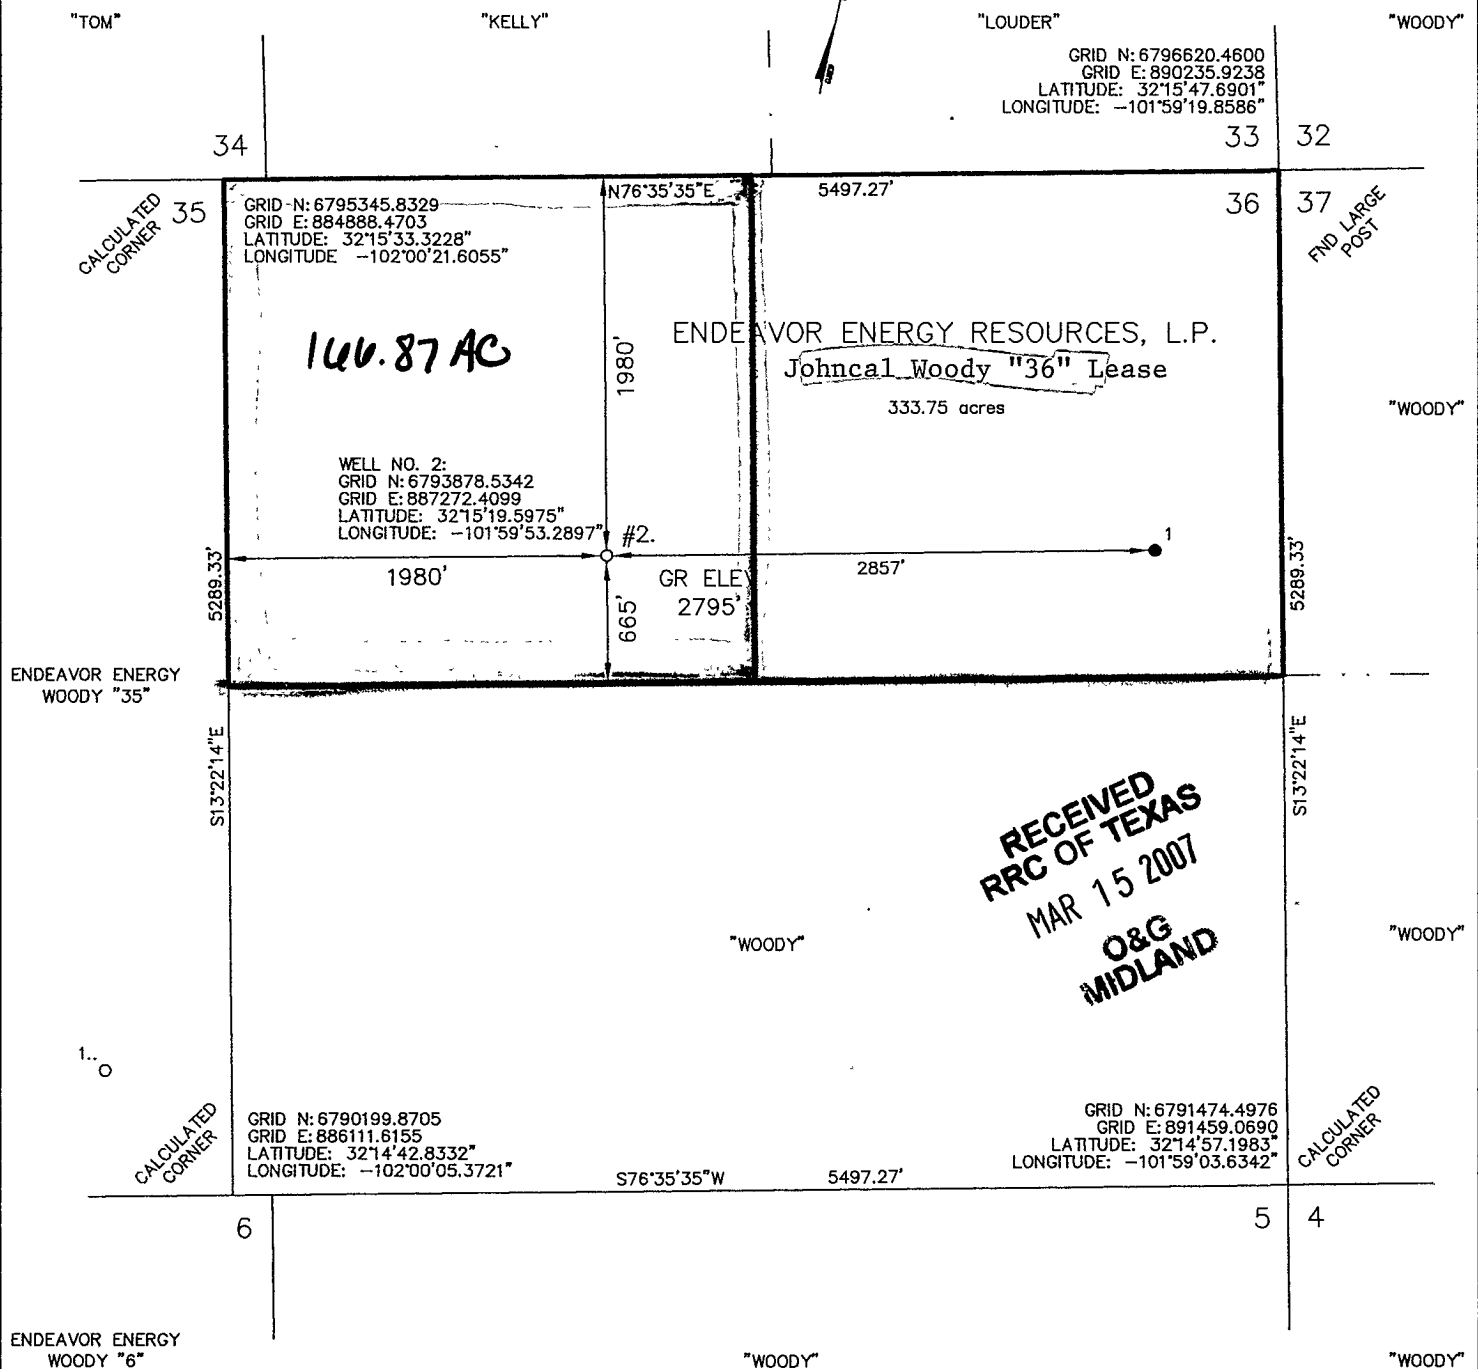 "TOM"
"KELLY"
"LOUDER"
"WOODY"
GRID N: 6796620.4600
GRID E: 890235.9238
LATITUDE: 32°15'47.6901"
LONGITUDE: -101°59'19.8586"
34
33
32
CALCULATED
CORNER
35
GRID N: 6795345.8329
GRID E: 884888.4703
LATITUDE: 32°15'33.3228"
LONGITUDE -102°00'21.6055"
N76°35'35"E
5497.27'
36
37
FND LARGE
POST
166.87 AC
1980'
ENDEAVOR ENERGY RESOURCES, L.P.
Johncal Woody "36" Lease
333.75 acres
"WOODY"
WELL NO. 2:
GRID N: 6793878.5342
GRID E: 887272.4099
LATITUDE: 32°15'19.5975"
LONGITUDE: -101°59'53.2897"
#2.
1
1980'
2857'
5289.33'
5289.33'
665'
GR ELEV
2795'
ENDEAVOR ENERGY
WOODY "35"
S13°22'14"E
S13°22'14"E
RECEIVED
RRC OF TEXAS
MAR 15 2007
O&G
MIDLAND
"WOODY"
"WOODY"
1..
CALCULATED
CORNER
GRID N: 6790199.8705
GRID E: 886111.6155
LATITUDE: 32°14'42.8332"
LONGITUDE: -102°00'05.3721"
GRID N: 6791474.4976
GRID E: 891459.0690
LATITUDE: 32°14'57.1983"
LONGITUDE: -101°59'03.6342"
CALCULATED
CORNER
S76°35'35"W
5497.27'
6
5
4
ENDEAVOR ENERGY
WOODY "6"
"WOODY"
"WOODY"